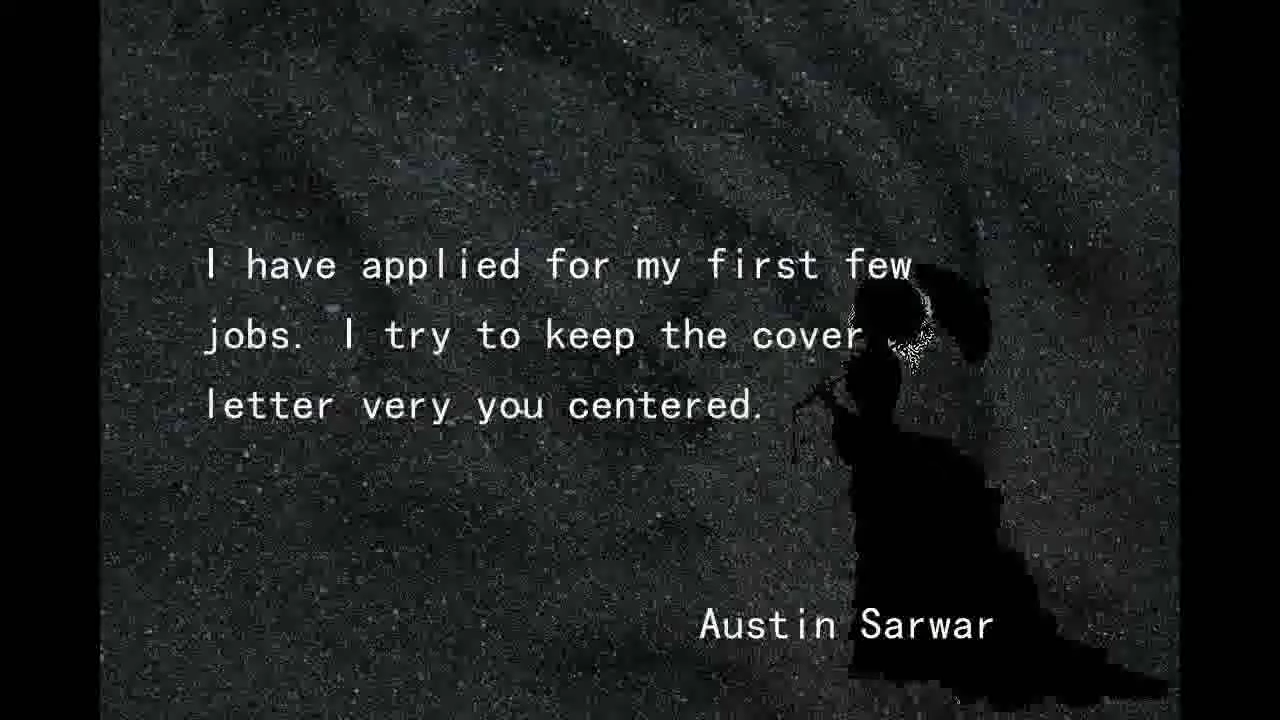 I have applied for my first few
jobs. I try to keep the cover
letter very you centered.
Austin Sarwar